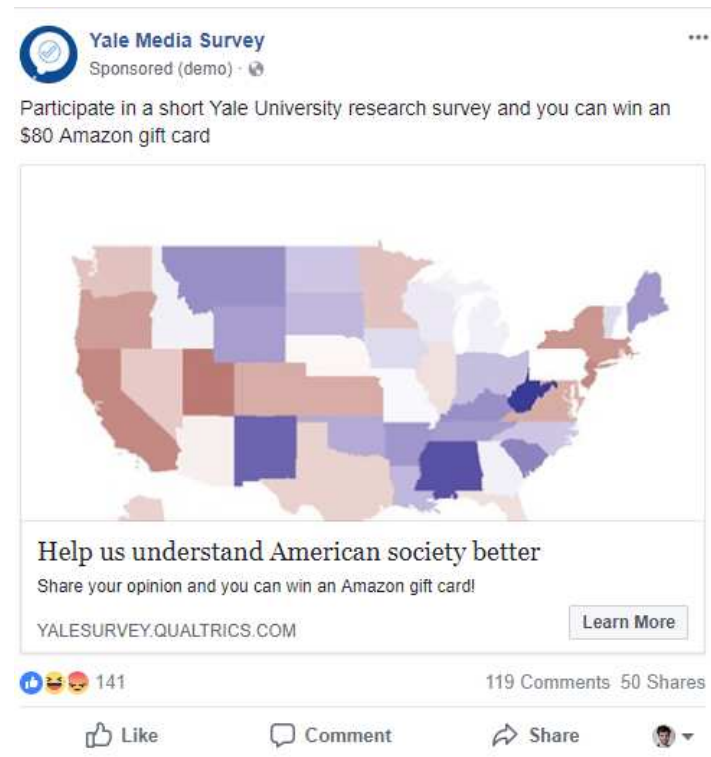 Yale Media Survey
Sponsored (demo) ·
Participate in a short Yale University research survey and you can win an
$80 Amazon gift card
Help us understand American society better
Share your opinion and you can win an Amazon gift card!
YALESURVEY.QUALTRICS.COM
Learn More
141
119 Comments 50 Shares
Like
Comment
Share